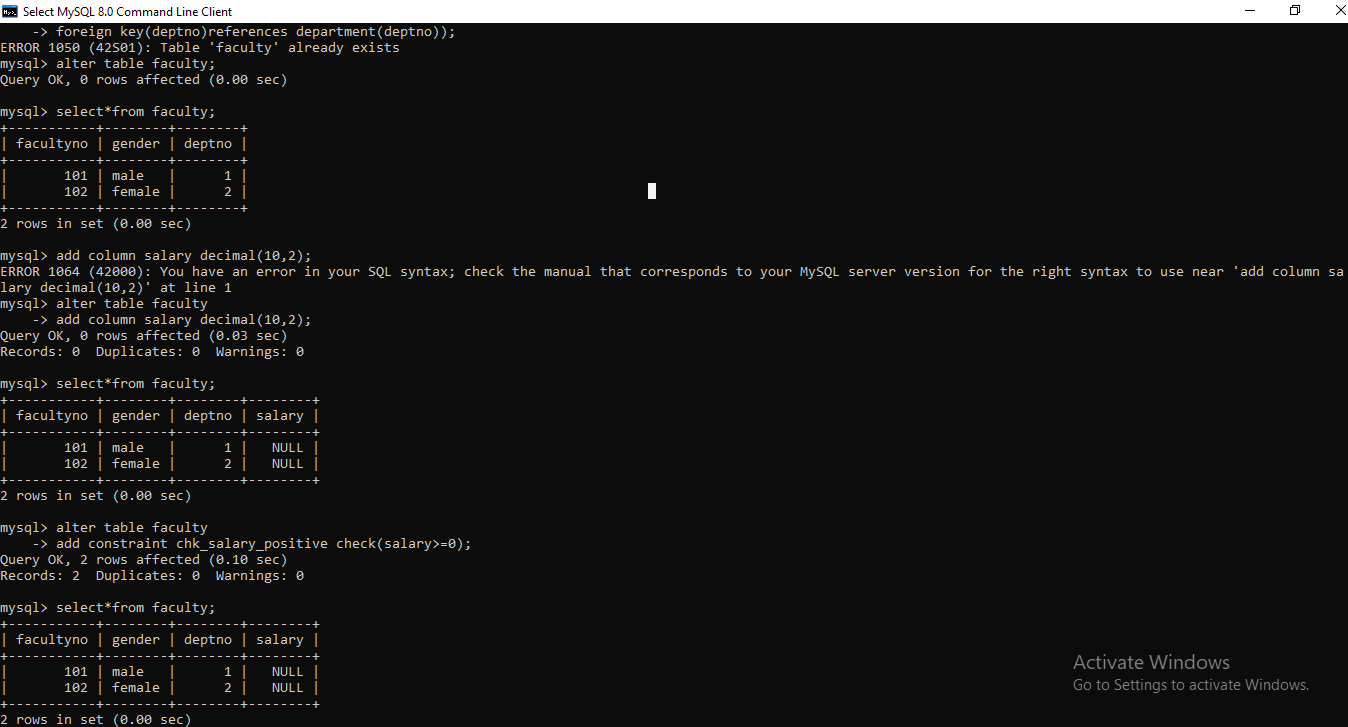 Select MySQL 8.0 Command Line Client
    -> foreign key(deptno)references department(deptno));
ERROR 1050 (42S01): Table 'faculty' already exists
mysql> alter table faculty;
Query OK, 0 rows affected (0.00 sec)

mysql> select*from faculty;
+-----------+--------+--------+
| facultyno | gender | deptno |
+-----------+--------+--------+
|       101 | male   |      1 |
|       102 | female |      2 |
+-----------+--------+--------+
2 rows in set (0.00 sec)

mysql> add column salary decimal(10,2);
ERROR 1064 (42000): You have an error in your SQL syntax; check the manual that corresponds to your MySQL server version for the right syntax to use near 'add column sa
lary decimal(10,2)' at line 1
mysql> alter table faculty
    -> add column salary decimal(10,2);
Query OK, 0 rows affected (0.03 sec)
Records: 0  Duplicates: 0  Warnings: 0

mysql> select*from faculty;
+-----------+--------+--------+--------+
| facultyno | gender | deptno | salary |
+-----------+--------+--------+--------+
|       101 | male   |      1 |   NULL |
|       102 | female |      2 |   NULL |
+-----------+--------+--------+--------+
2 rows in set (0.00 sec)

mysql> alter table faculty
    -> add constraint chk_salary_positive check(salary>=0);
Query OK, 2 rows affected (0.10 sec)
Records: 2  Duplicates: 0  Warnings: 0

mysql> select*from faculty;
+-----------+--------+--------+--------+
| facultyno | gender | deptno | salary |
+-----------+--------+--------+--------+
|       101 | male   |      1 |   NULL |
|       102 | female |      2 |   NULL |
+-----------+--------+--------+--------+
2 rows in set (0.00 sec)
Activate Windows
Go to Settings to activate Windows.